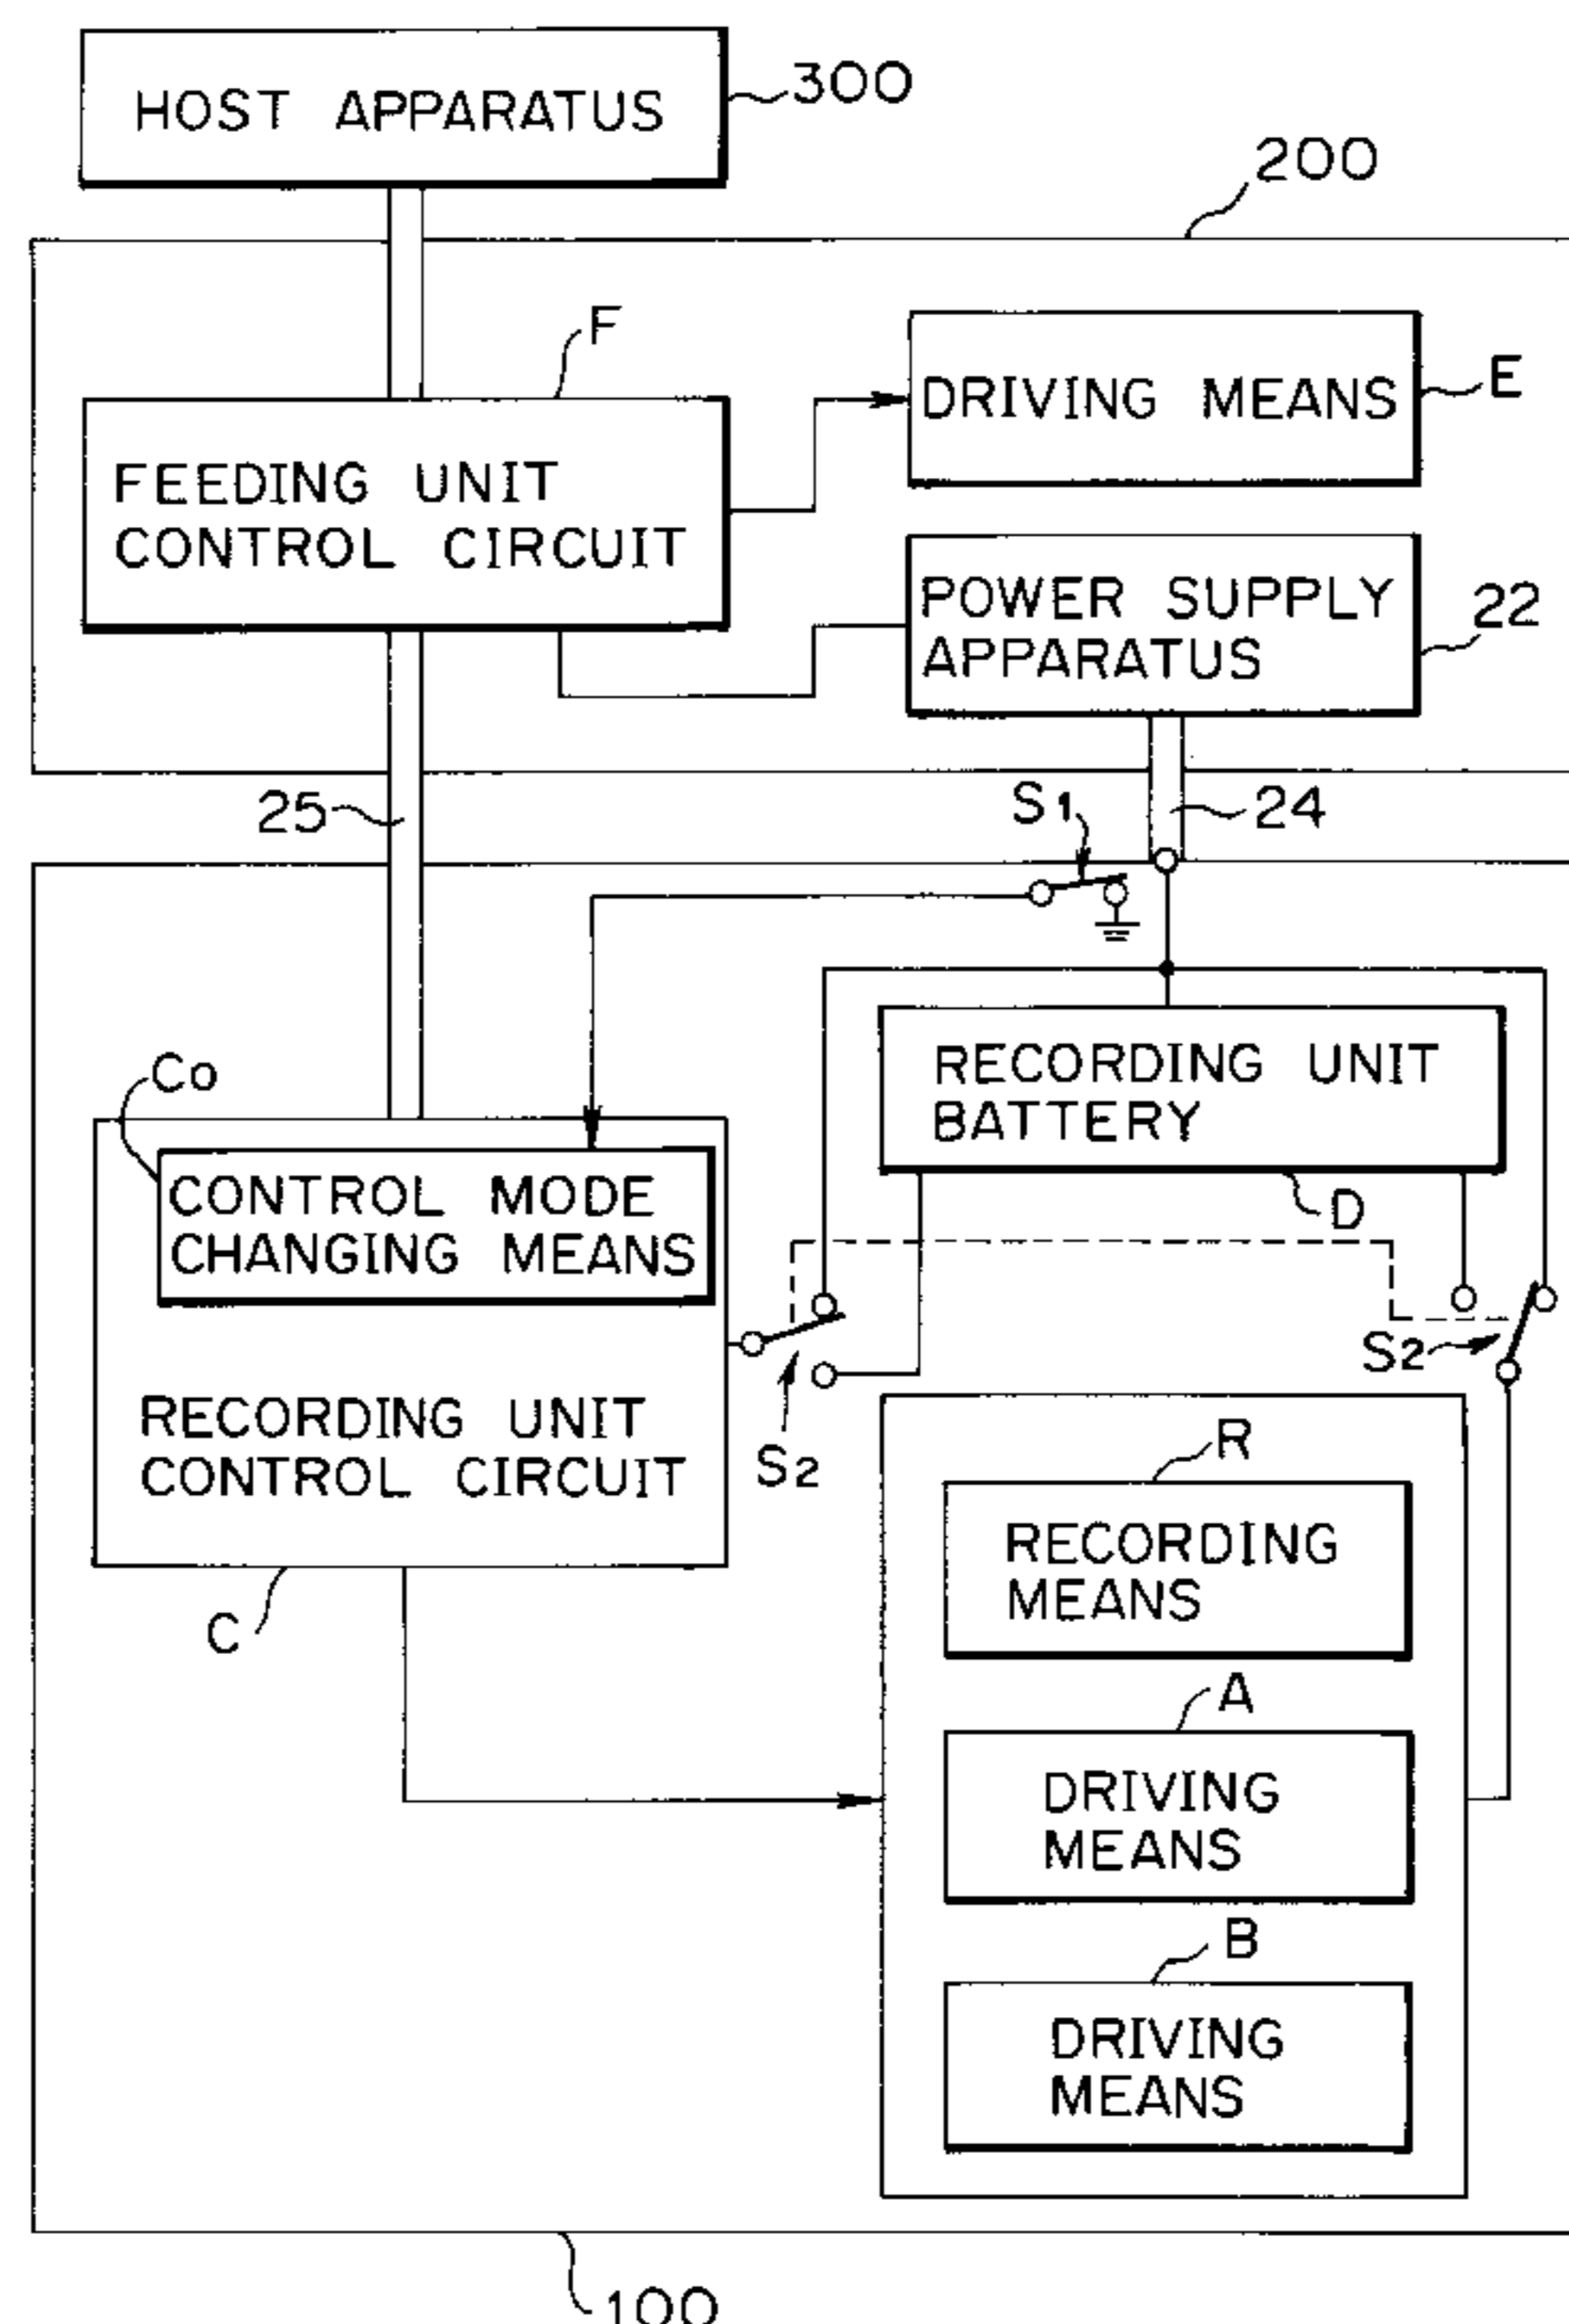 HOST APPARATUS
300
200
F
DRIVING MEANS
E
FEEDING UNIT
CONTROL CIRCUIT
POWER SUPPLY
APPARATUS
22
25
S1
24
Co
RECORDING UNIT
BATTERY
D
CONTROL MODE
CHANGING MEANS
S2
S2
RECORDING UNIT
CONTROL CIRCUIT
C
R
RECORDING
MEANS
A
DRIVING
MEANS
B
DRIVING
MEANS
100